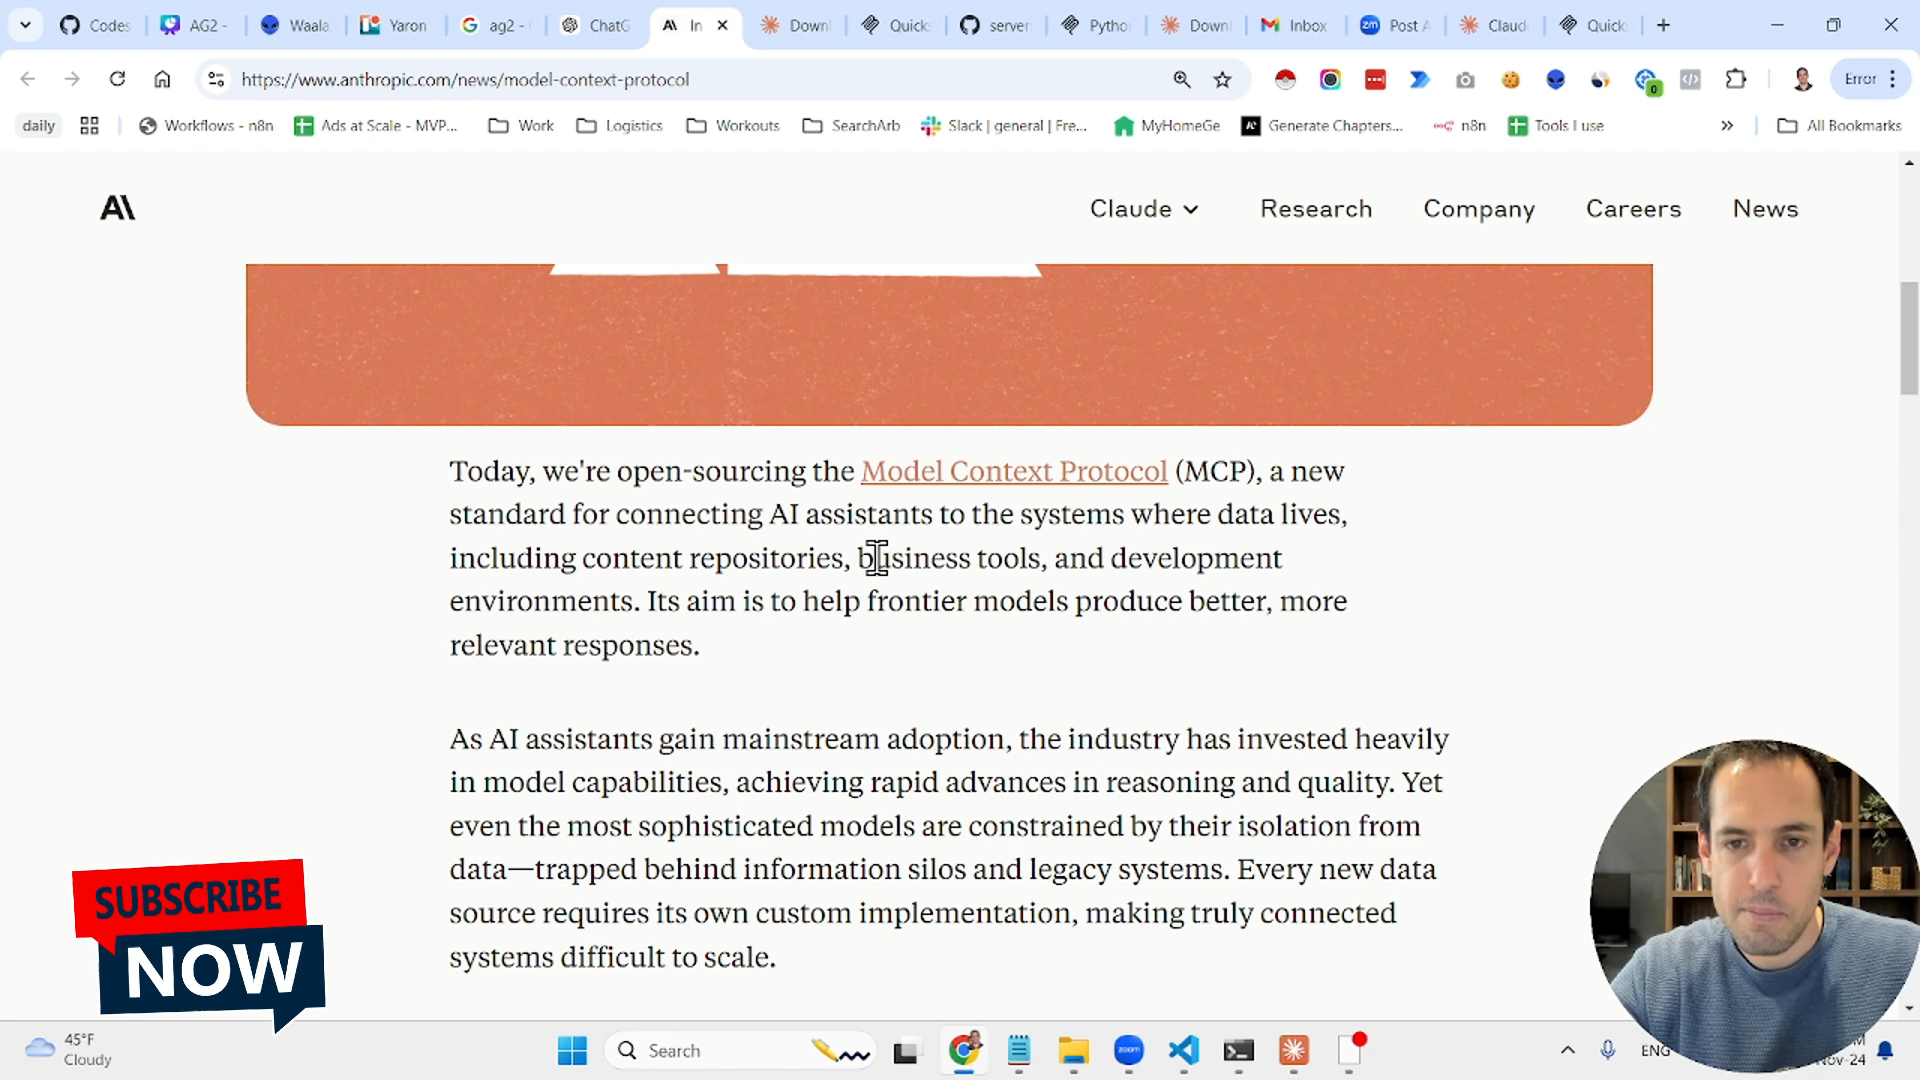 Codes
AG2 -
Waala
Yaron
ag2 -
ChatG
In
Downl
Quicks
server
Pytho
Downl
Inbox
Post A
Claud
Quick
https://www.anthropic.com/news/model-context-protocol
0
Error
daily
Workflows - n8n
Ads at Scale - MVP...
Work
Logistics
Workouts
SearchArb
Slack | general | Fre...
MyHomeGe
Generate Chapters...
n8n
Tools I use
All Bookmarks
Claude
Research
Company
Careers
News
Today, we're open-sourcing the Model Context Protocol (MCP), a new
standard for connecting AI assistants to the systems where data lives,
including content repositories, business tools, and development
environments. Its aim is to help frontier models produce better, more
relevant responses.
As AI assistants gain mainstream adoption, the industry has invested heavily
in model capabilities, achieving rapid advances in reasoning and quality. Yet
even the most sophisticated models are constrained by their isolation from
data—trapped behind information silos and legacy systems. Every new data
source requires its own custom implementation, making truly connected
systems difficult to scale.
SUBSCRIBE
NOW
45°F
Cloudy
Search
zoom
ENG
Nov-24